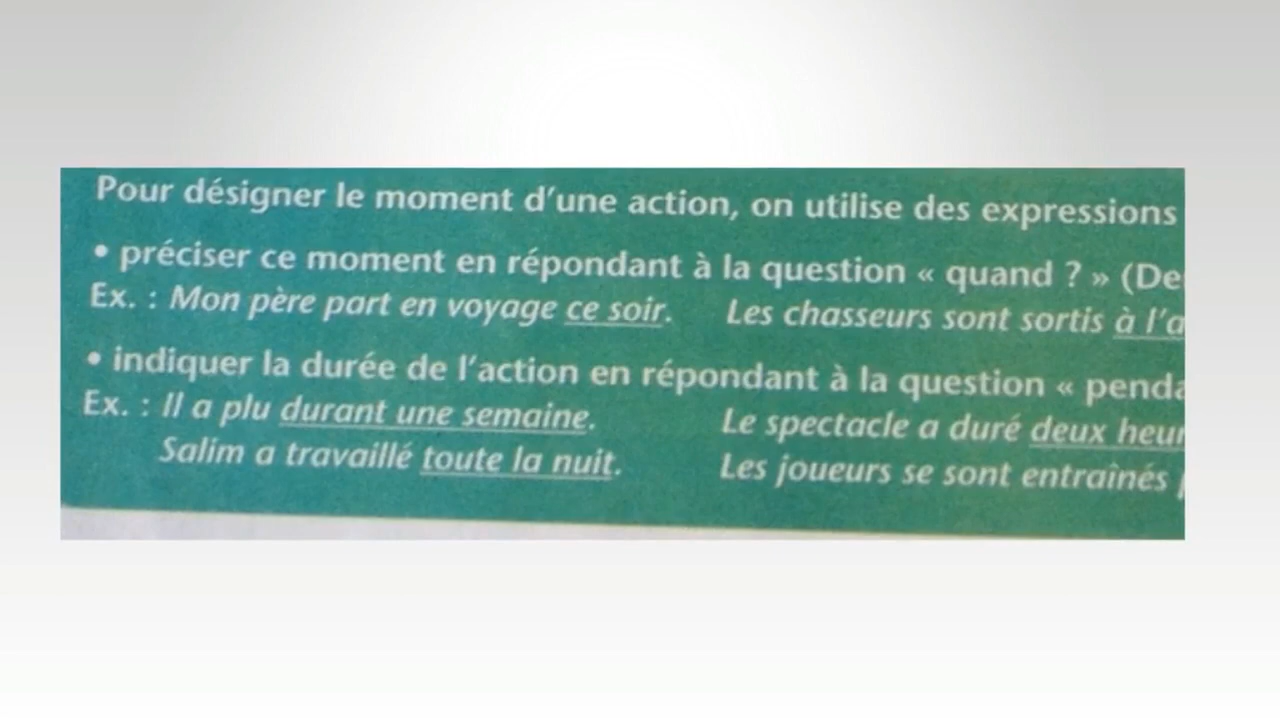 Pour désigner le moment d'une action, on utilise des expressions
• préciser ce moment en répondant à la question « quand ? » (De
Ex. : Mon père part en voyage ce soir. Les chasseurs sont sortis à l'a
• indiquer la durée de l'action en répondant à la question « penda
Ex. : Il a plu durant une semaine. Le spectacle a duré deux heur
Salim a travaillé toute la nuit. Les joueurs se sont entraînés